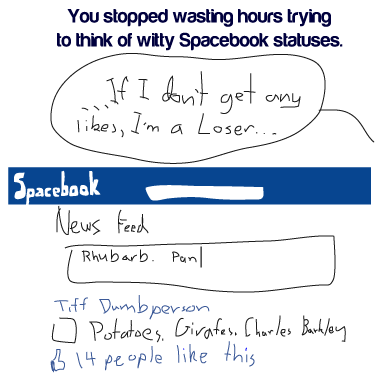 You stopped wasting hours trying
to think of witty Spacebook statuses.
...If I don't get any
likes, I'm a Loser...
Spacebook
News Feed
Rhubarb. Pan
Tiff Dumbperson
Potatoes. Girafes. Charles Barkley
14 people like this